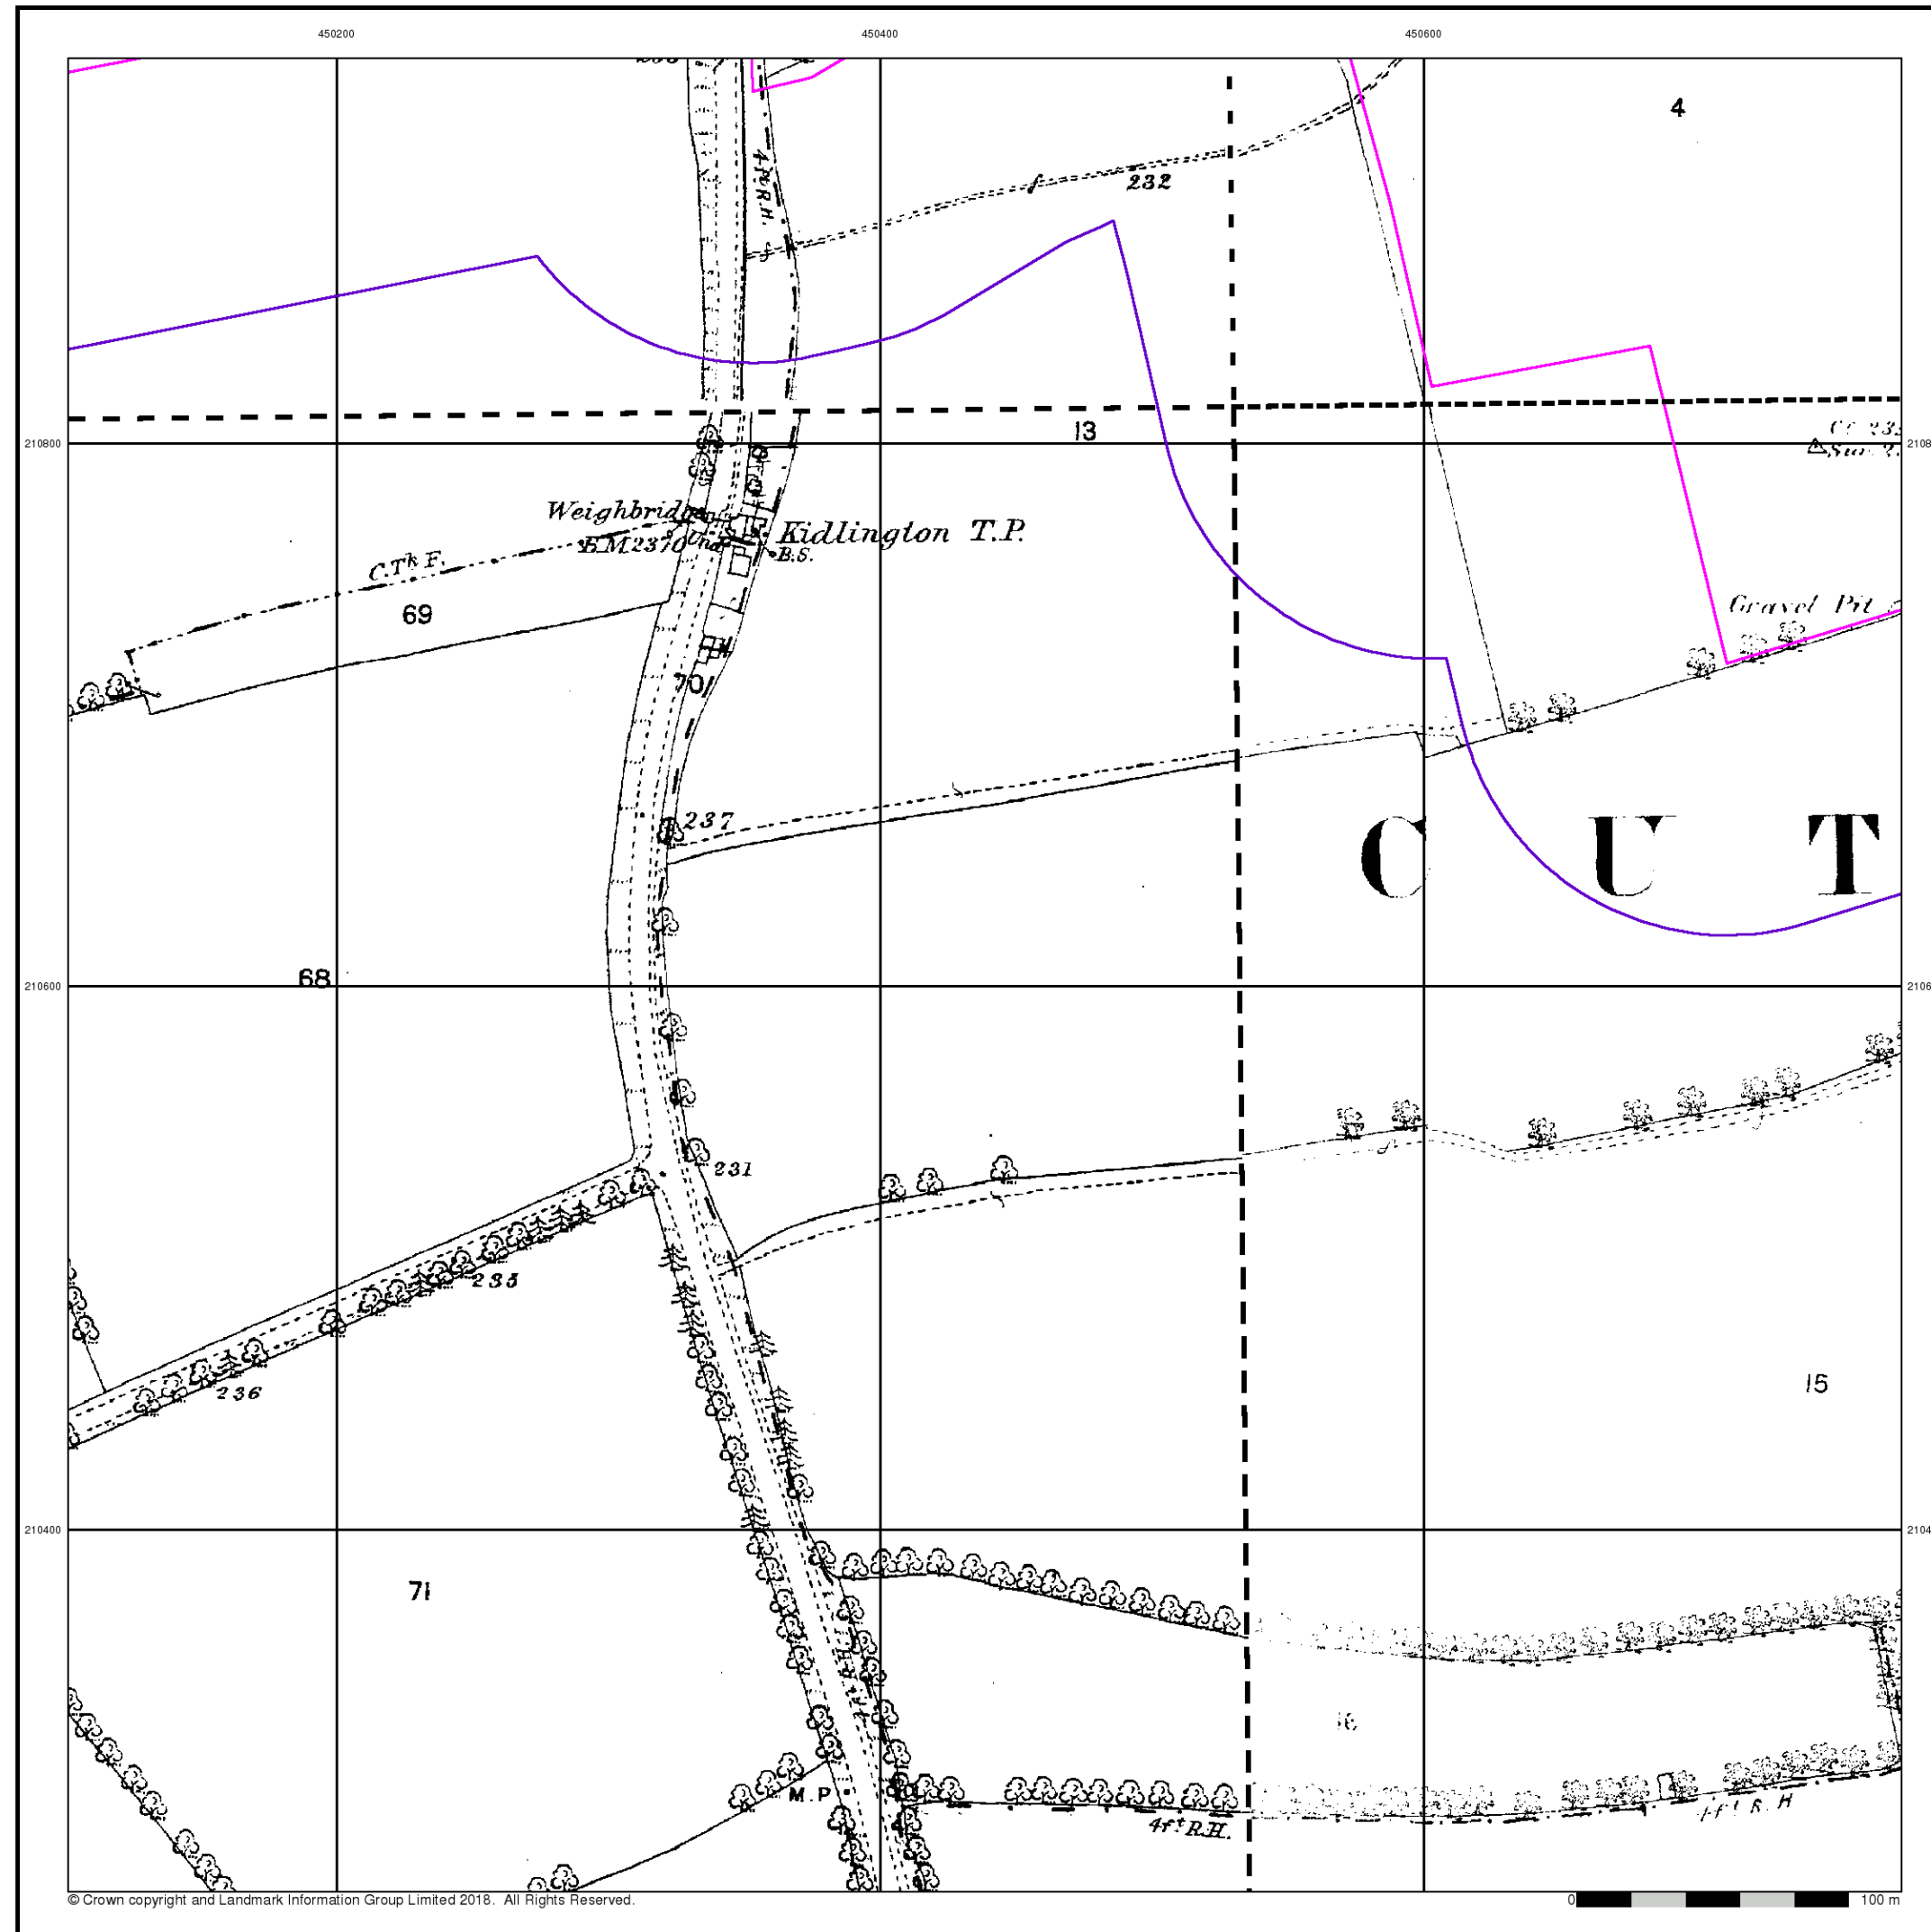 450200
450400
450600
4
4ft R.H.
232
210800
13
Weighbridge
B.M.237.0
Kidlington T.P.
B.S.
C.Tk F.
69
Gravel Pit
70
237
C U T
68
210600
231
235
236
15
210400
71
16
M.P.
4ft R.H.
4ft R.H
© Crown copyright and Landmark Information Group Limited 2018. All Rights Reserved.
0
100 m